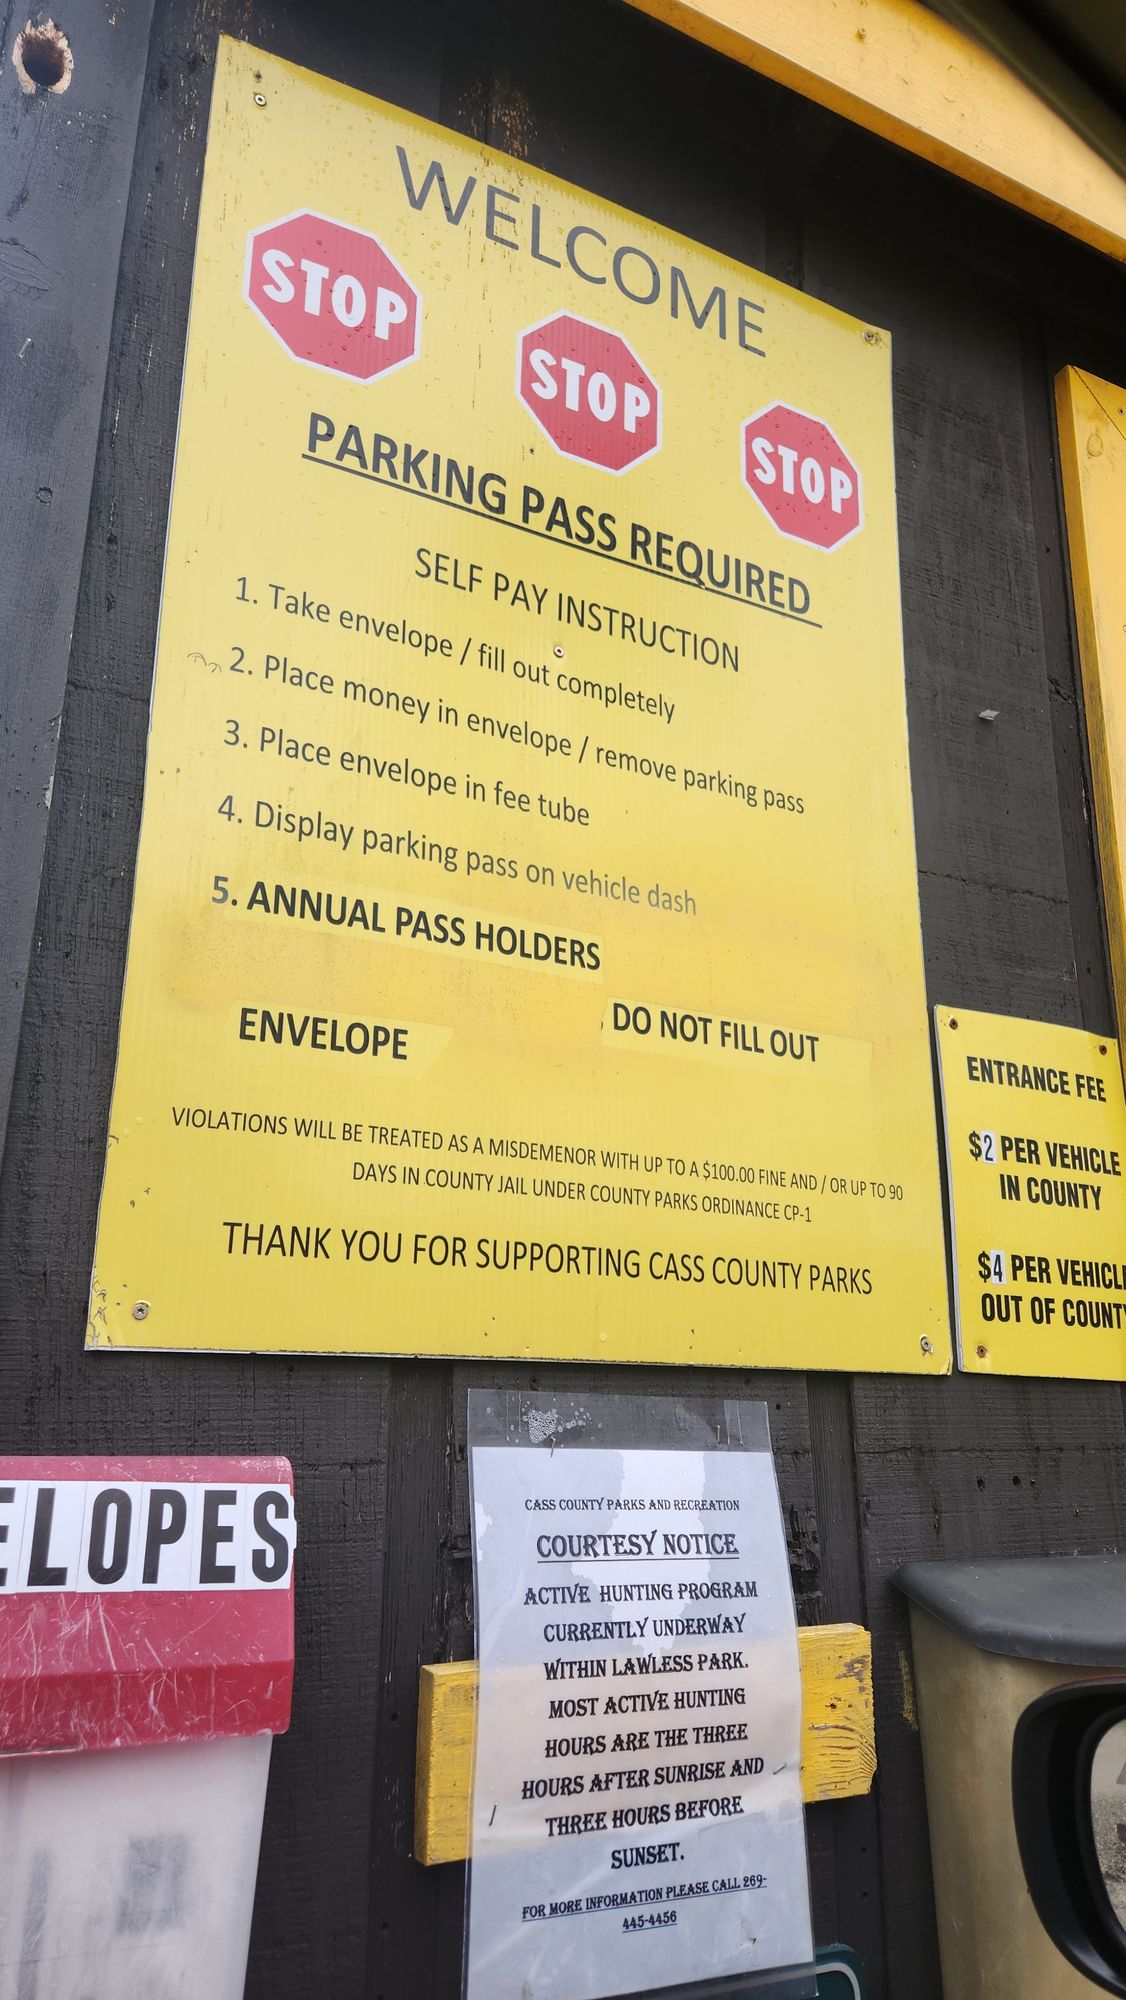 WELCOME
STOP
STOP
STOP
PARKING PASS REQUIRED
SELF PAY INSTRUCTION
1. Take envelope / fill out completely
2. Place money in envelope / remove parking pass
3. Place envelope in fee tube
4. Display parking pass on vehicle dash
5. ANNUAL PASS HOLDERS
DO NOT FILL OUT
ENVELOPE
VIOLATIONS WILL BE TREATED AS A MISDEMENOR WITH UP TO A $100.00 FINE AND / OR UP TO 90
DAYS IN COUNTY JAIL UNDER COUNTY PARKS ORDINANCE CP-1
THANK YOU FOR SUPPORTING CASS COUNTY PARKS
ENTRANCE FEE
$2 PER VEHICLE
IN COUNTY
$4 PER VEHICL
OUT OF COUNT
ELOPES
CASS COUNTY PARKS AND RECREATION
COURTESY NOTICE
ACTIVE HUNTING PROGRAM
CURRENTLY UNDERWAY
WITHIN LAWLESS PARK.
MOST ACTIVE HUNTING
HOURS ARE THE THREE
HOURS AFTER SUNRISE AND
THREE HOURS BEFORE
SUNSET.
FOR MORE INFORMATION PLEASE CALL 269-
445-4456